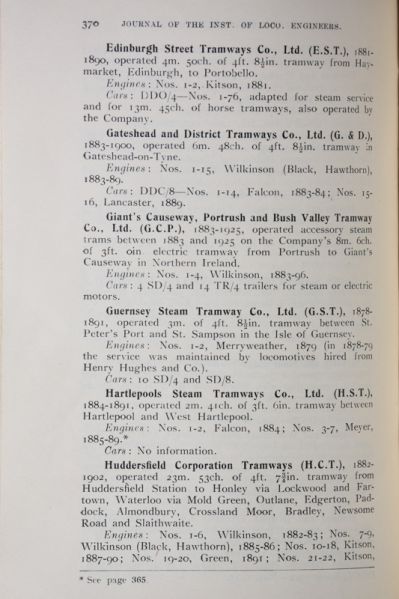 370 JOURNAL OF THE INST. OF LOCO. ENGINEERS.
Edinburgh Street Tramways Co., Ltd. (E.S.T.), 1881-
1890, operated 4m. 50ch. of 4ft. 8½in. tramway from Hay-
market, Edinburgh, to Portobello.
Engines: Nos. 1-2, Kitson, 1881.
Cars: DDO/4—Nos. 1-76, adapted for steam service
and for 13m. 45ch. of horse tramways, also operated by
the Company.
Gateshead and District Tramways Co., Ltd. (G. & D.),
1883-1900, operated 6m. 48ch. of 4ft. 8½in. tramway in
Gateshead-on-Tyne.
Engines: Nos. 1-15, Wilkinson (Black, Hawthorn),
1883-89.
Cars: DDC/8—Nos. 1-14, Falcon, 1883-84; Nos. 15-
16, Lancaster, 1889.
Giant's Causeway, Portrush and Bush Valley Tramway
Co., Ltd. (G.C.P.), 1883-1925, operated accessory steam
trams between 1883 and 1925 on the Company's 8m. 6ch.
of 3ft. 0in electric tramway from Portrush to Giant's
Causeway in Northern Ireland.
Engines: Nos. 1-4, Wilkinson, 1883-96.
Cars: 4 SD/4 and 14 TR/4 trailers for steam or electric
motors.
Guernsey Steam Tramway Co., Ltd. (G.S.T.), 1878-
1891, operated 3m. of 4ft. 8½in. tramway between St.
Peter's Port and St. Sampson in the Isle of Guernsey.
Engines: Nos. 1-2, Merryweather, 1879 (in 1878-79
the service was maintained by locomotives hired from
Henry Hughes and Co.).
Cars: 10 SD/4 and SD/8.
Hartlepools Steam Tramways Co., Ltd. (H.S.T.),
1884-1891, operated 2m. 41ch. of 3ft. 6in. tramway between
Hartlepool and West Hartlepool.
Engines: Nos. 1-2, Falcon, 1884; Nos. 3-7, Meyer,
1885-89.*
Cars: No information.
Huddersfield Corporation Tramways (H.C.T.), 1882-
1902, operated 23m. 53ch. of 4ft. 7¾in. tramway from
Huddersfield Station to Honley via Lockwood and Far-
town, Waterloo via Mold Green, Outlane, Edgerton, Pad-
dock, Almondbury, Crossland Moor, Bradley, Newsome
Road and Slaithwaite.
Engines: Nos. 1-6, Wilkinson, 1882-83; Nos. 7-9,
Wilkinson (Black, Hawthorn), 1885-86; Nos. 10-18, Kitson,
1887-90; Nos. 19-20, Green, 1891; Nos. 21-22, Kitson,
* See page 365.